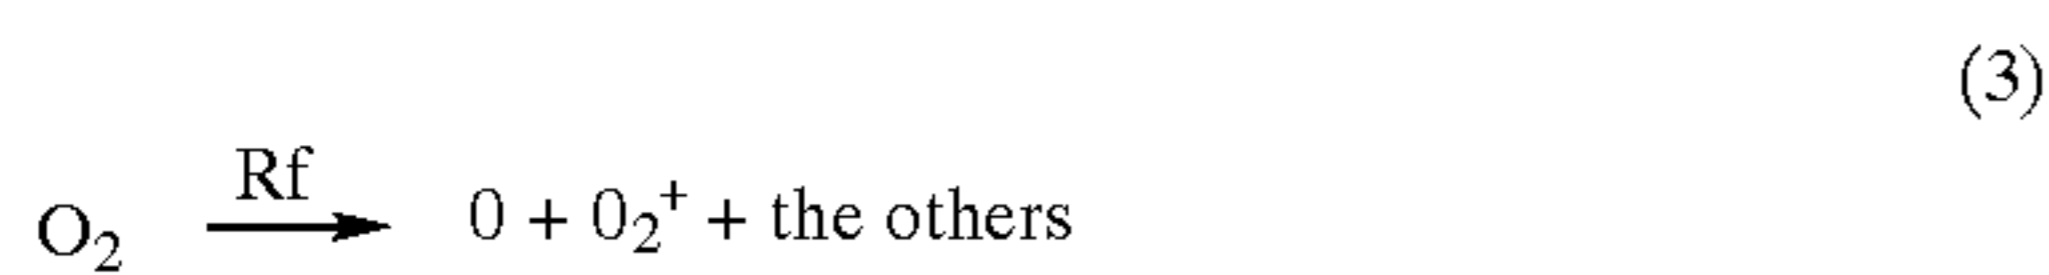 (3)
Rf
O₂ ⟶ 0 + 0₂⁺ + the others